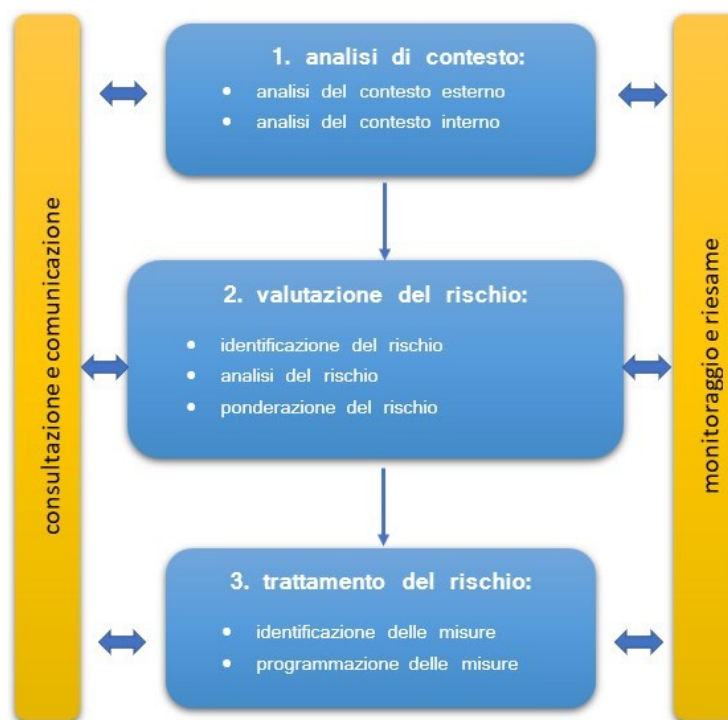 consultazione e comunicazione
1. analisi di contesto:
• analisi del contesto esterno
• analisi del contesto interno
2. valutazione del rischio:
• identificazione del rischio
• analisi del rischio
• ponderazione del rischio
3. trattamento del rischio:
• identificazione delle misure
• programmazione delle misure
monitoraggio e riesame